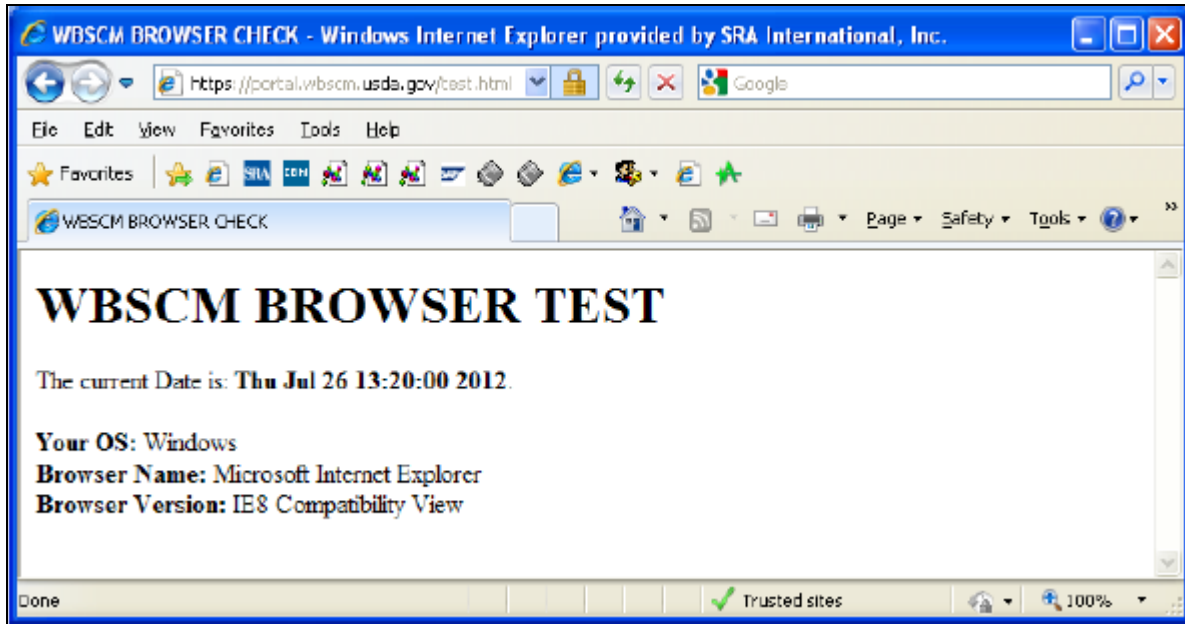 WBSCM BROWSER CHECK - Windows Internet Explorer provided by SRA International, Inc.
https://portal.wbscm.usda.gov/test.html
Google
File Edit View Favorites Tools Help
Favorites
SRA
WBSCM BROWSER CHECK
Page Safety Tools
WBSCM BROWSER TEST
The current Date is: Thu Jul 26 13:20:00 2012.
Your OS: Windows
Browser Name: Microsoft Internet Explorer
Browser Version: IE8 Compatibility View
Done
Trusted sites
100%